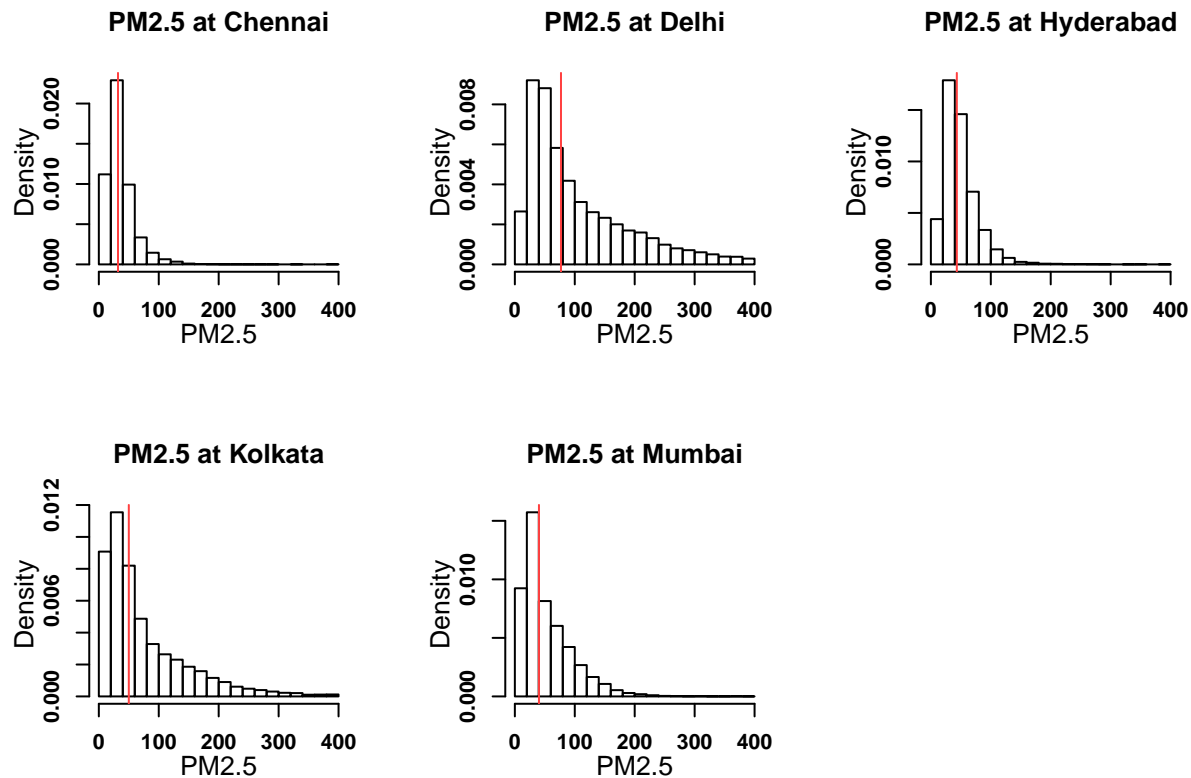 PM2.5 at Chennai
Density
0.000 0.010 0.020
0 100 200 300 400
PM2.5
PM2.5 at Delhi
Density
0.000 0.004 0.008
0 100 200 300 400
PM2.5
PM2.5 at Hyderabad
Density
0.000 0.010
0 100 200 300 400
PM2.5
PM2.5 at Kolkata
Density
0.000 0.006 0.012
0 100 200 300 400
PM2.5
PM2.5 at Mumbai
Density
0.000 0.010
0 100 200 300 400
PM2.5